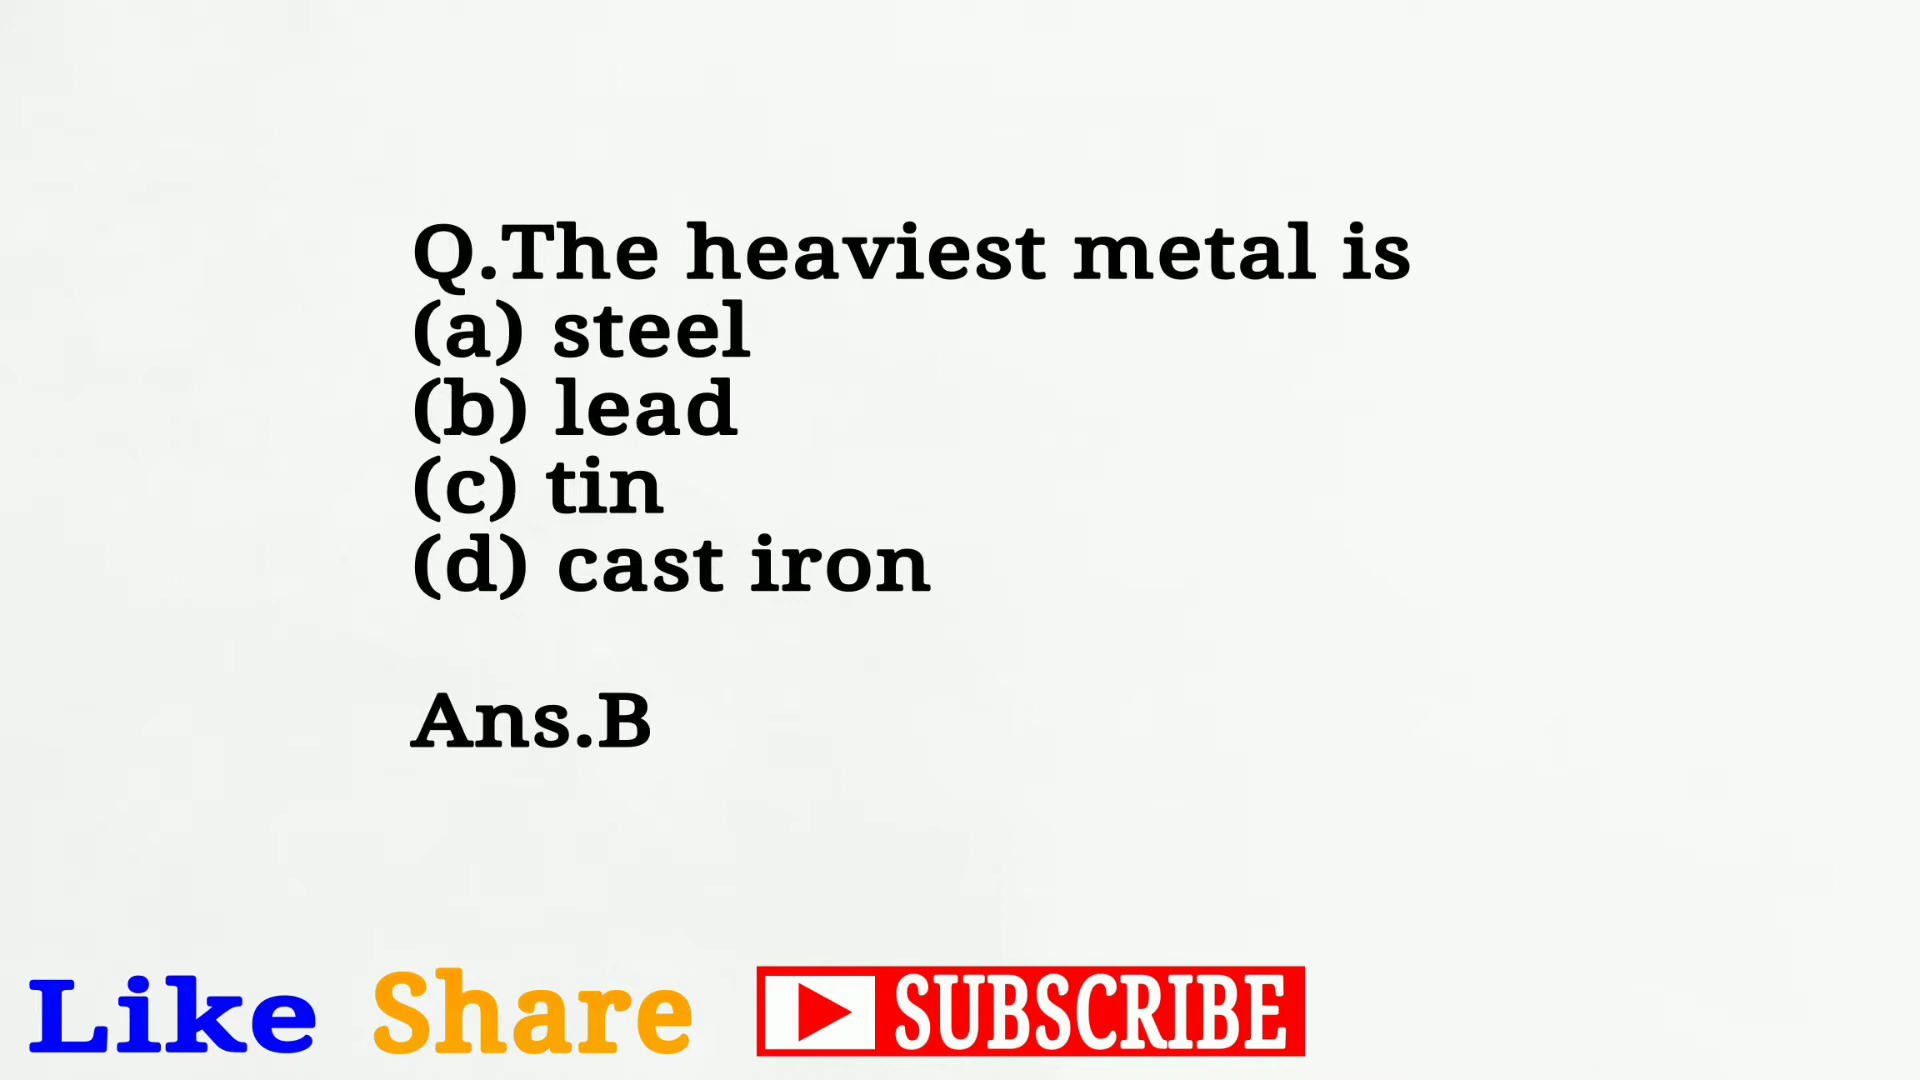 Q.The heaviest metal is
(a) steel
(b) lead
(c) tin
(d) cast iron
Ans.B
Like Share SUBSCRIBE